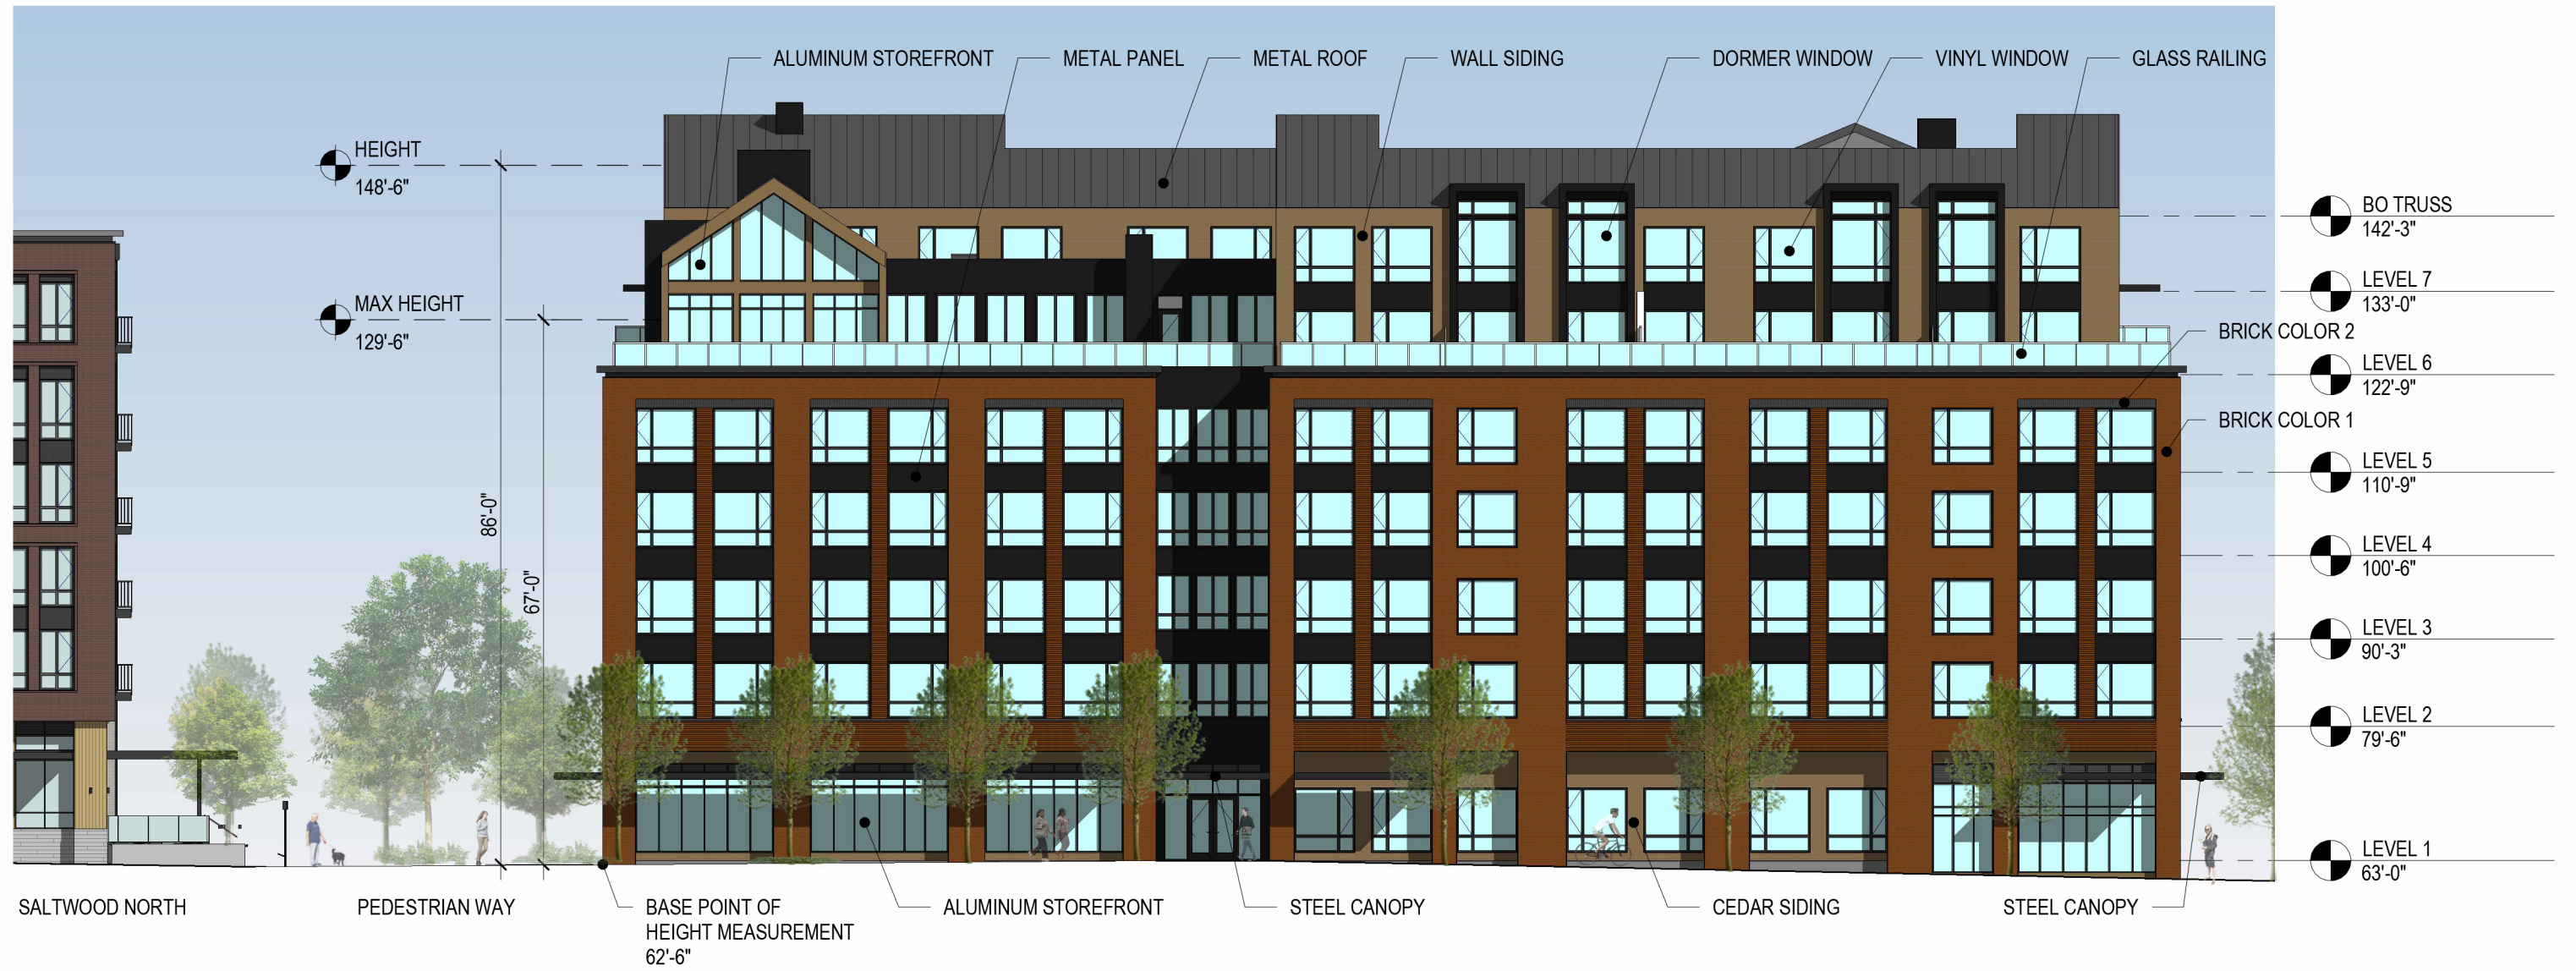 ALUMINUM STOREFRONT
METAL PANEL
METAL ROOF
WALL SIDING
DORMER WINDOW
VINYL WINDOW
GLASS RAILING
HEIGHT
148'-6"
MAX HEIGHT
129'-6"
86'-0"
67'-0"
BO TRUSS
142'-3"
LEVEL 7
133'-0"
BRICK COLOR 2
LEVEL 6
122'-9"
BRICK COLOR 1
LEVEL 5
110'-9"
LEVEL 4
100'-6"
LEVEL 3
90'-3"
LEVEL 2
79'-6"
LEVEL 1
63'-0"
SALTWOOD NORTH
PEDESTRIAN WAY
BASE POINT OF
HEIGHT MEASUREMENT
62'-6"
ALUMINUM STOREFRONT
STEEL CANOPY
CEDAR SIDING
STEEL CANOPY